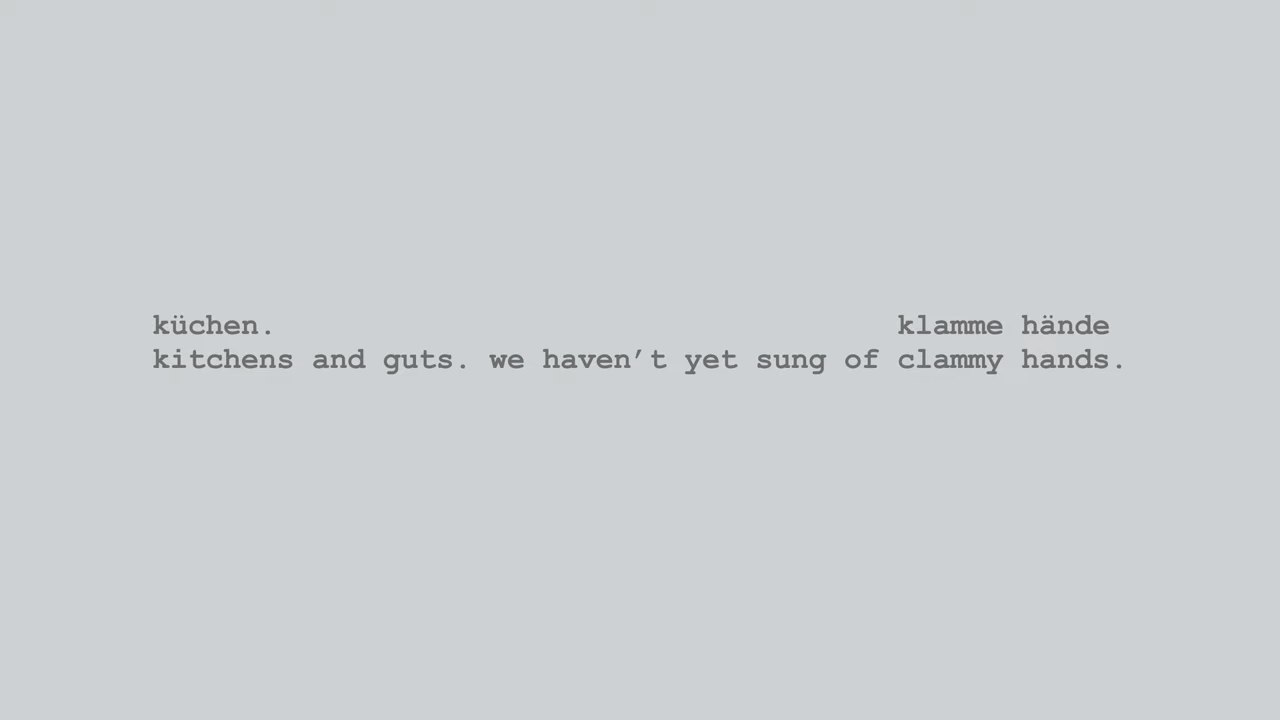 küchen. klamme hände
kitchens and guts. we haven’t yet sung of clammy hands.